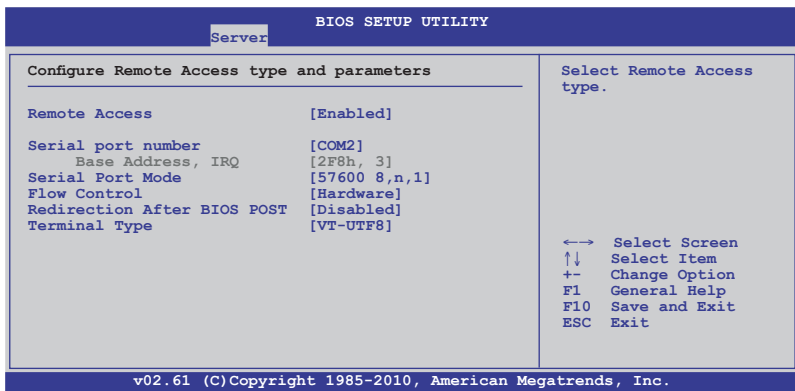 BIOS SETUP UTILITY
Server
Configure Remote Access type and parameters
Remote Access [Enabled]
Serial port number [COM2]
Base Address, IRQ [2F8h, 3]
Serial Port Mode [57600 8,n,1]
Flow Control [Hardware]
Redirection After BIOS POST [Disabled]
Terminal Type [VT-UTF8]
Select Remote Access
type.
←→ Select Screen
↑↓ Select Item
+- Change Option
F1 General Help
F10 Save and Exit
ESC Exit
v02.61 (C)Copyright 1985-2010, American Megatrends, Inc.